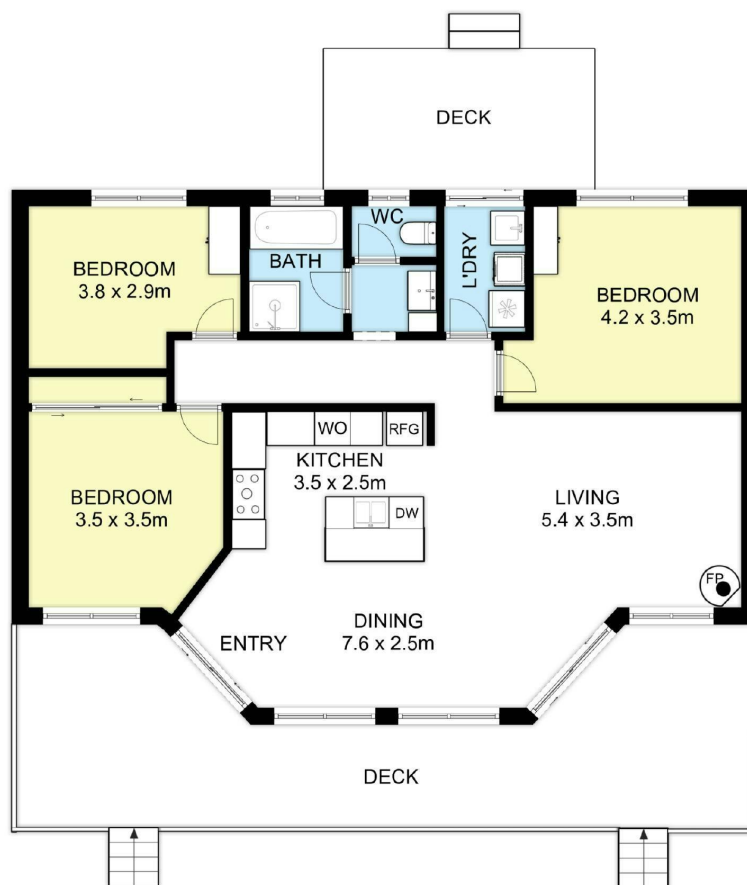 DECK
WC
BATH
L'DRY
BEDROOM
3.8 x 2.9m
BEDROOM
4.2 x 3.5m
WO
RFG
KITCHEN
3.5 x 2.5m
BEDROOM
3.5 x 3.5m
LIVING
5.4 x 3.5m
DW
FP
DINING
7.6 x 2.5m
ENTRY
DECK